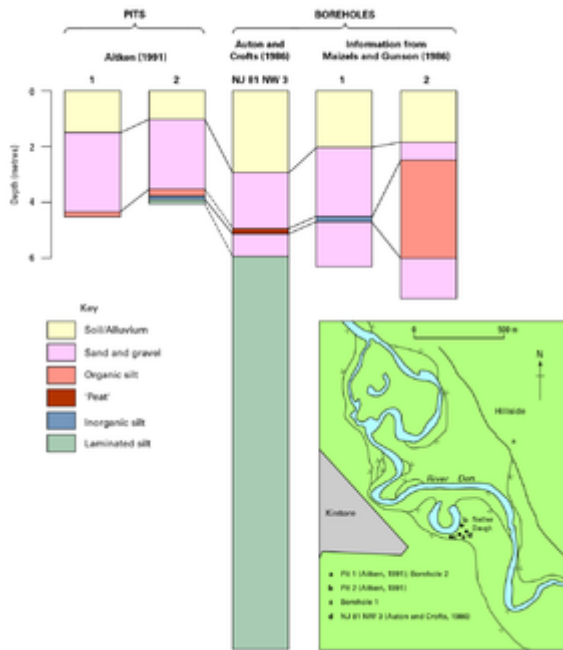 PITS
BOREHOLES
Aitken (1991)
Auton and
Crofts (1986)
Information from
Maizels and Gunson (1986)
1
2
NJ 81 NW 3
1
2
Depth (metres)
0
2
4
6
Key
Soil/Alluvium
Sand and gravel
Organic silt
'Peat'
Inorganic silt
Laminated silt
0
500 m
N
Hillside
River Don
Kintore
Nether
Daugh
a Pit 1 (Aitken, 1991); Borehole 2
b Pit 2 (Aitken, 1991)
c Borehole 1
d NJ 81 NW 3 (Auton and Crofts, 1986)